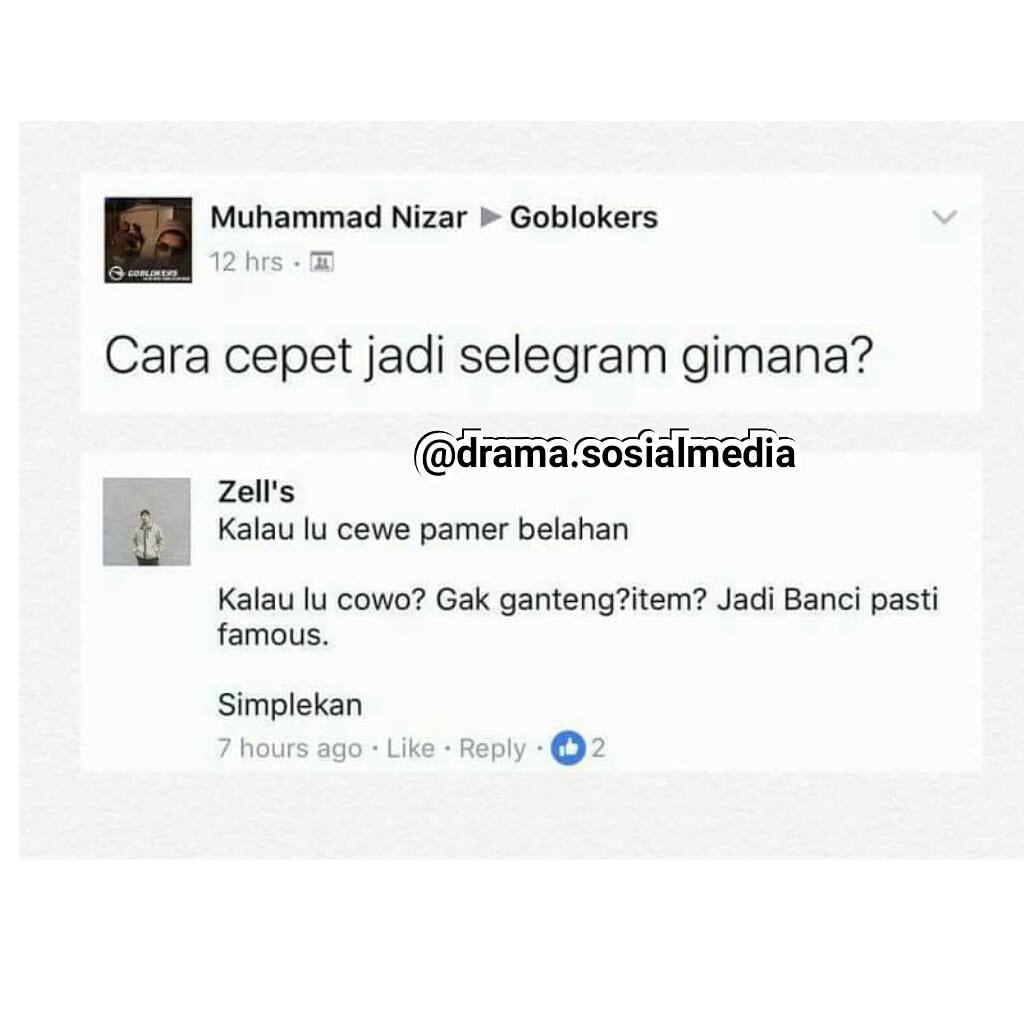 Muhammad Nizar ▶ Goblokers
12 hrs ·
GOBLOKERS
Cara cepet jadi selegram gimana?
@drama.sosialmedia
Zell's
Kalau lu cewe pamer belahan
Kalau lu cowo? Gak ganteng?item? Jadi Banci pasti
famous.
Simplekan
7 hours ago · Like · Reply · 2